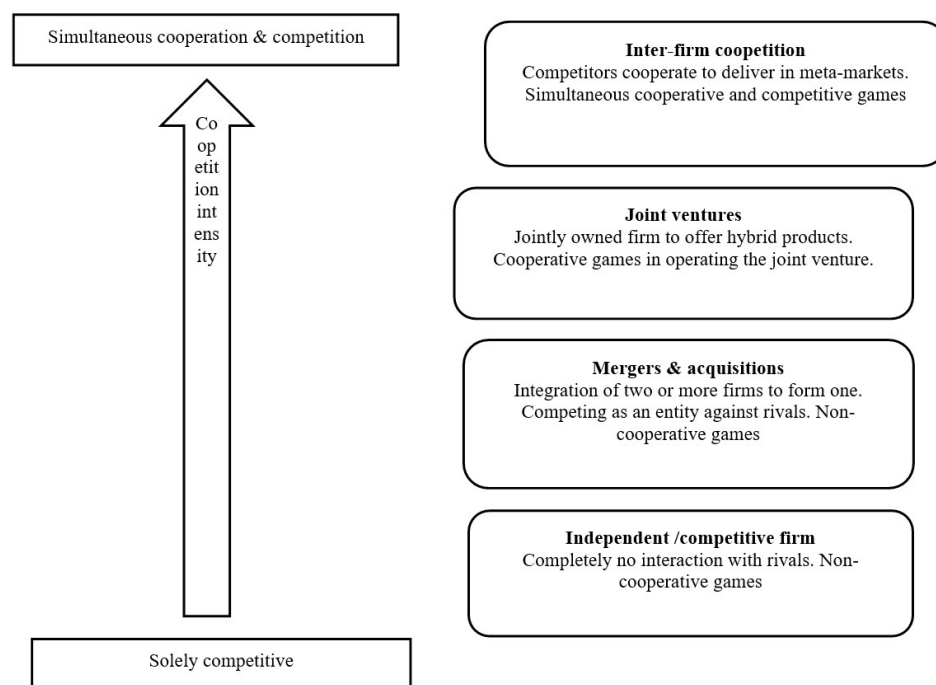 Simultaneous cooperation & competition
Co
op
etit
ion
int
ens
ity
Solely competitive
Inter-firm coopetition
Competitors cooperate to deliver in meta-markets.
Simultaneous cooperative and competitive games
Joint ventures
Jointly owned firm to offer hybrid products.
Cooperative games in operating the joint venture.
Mergers & acquisitions
Integration of two or more firms to form one.
Competing as an entity against rivals. Non-
cooperative games
Independent /competitive firm
Completely no interaction with rivals. Non-
cooperative games